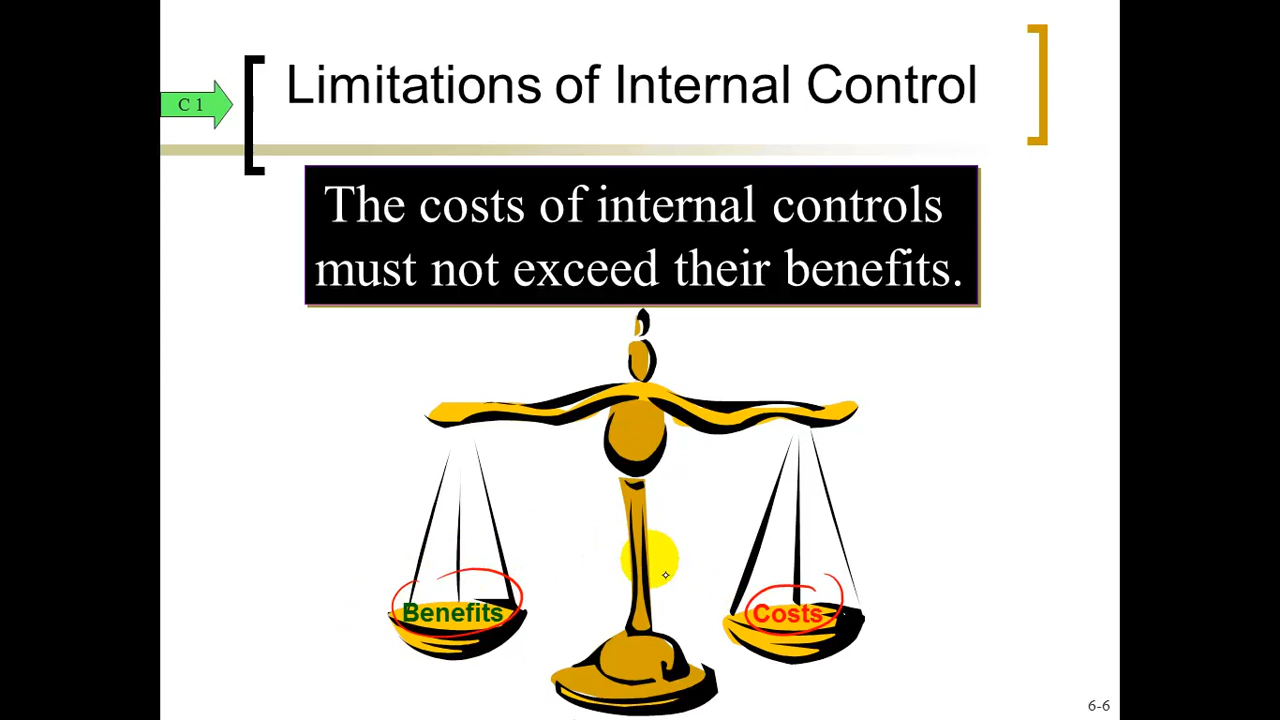 Limitations of Internal Control
C 1
The costs of internal controls
must not exceed their benefits.
Benefits
Costs
6-6